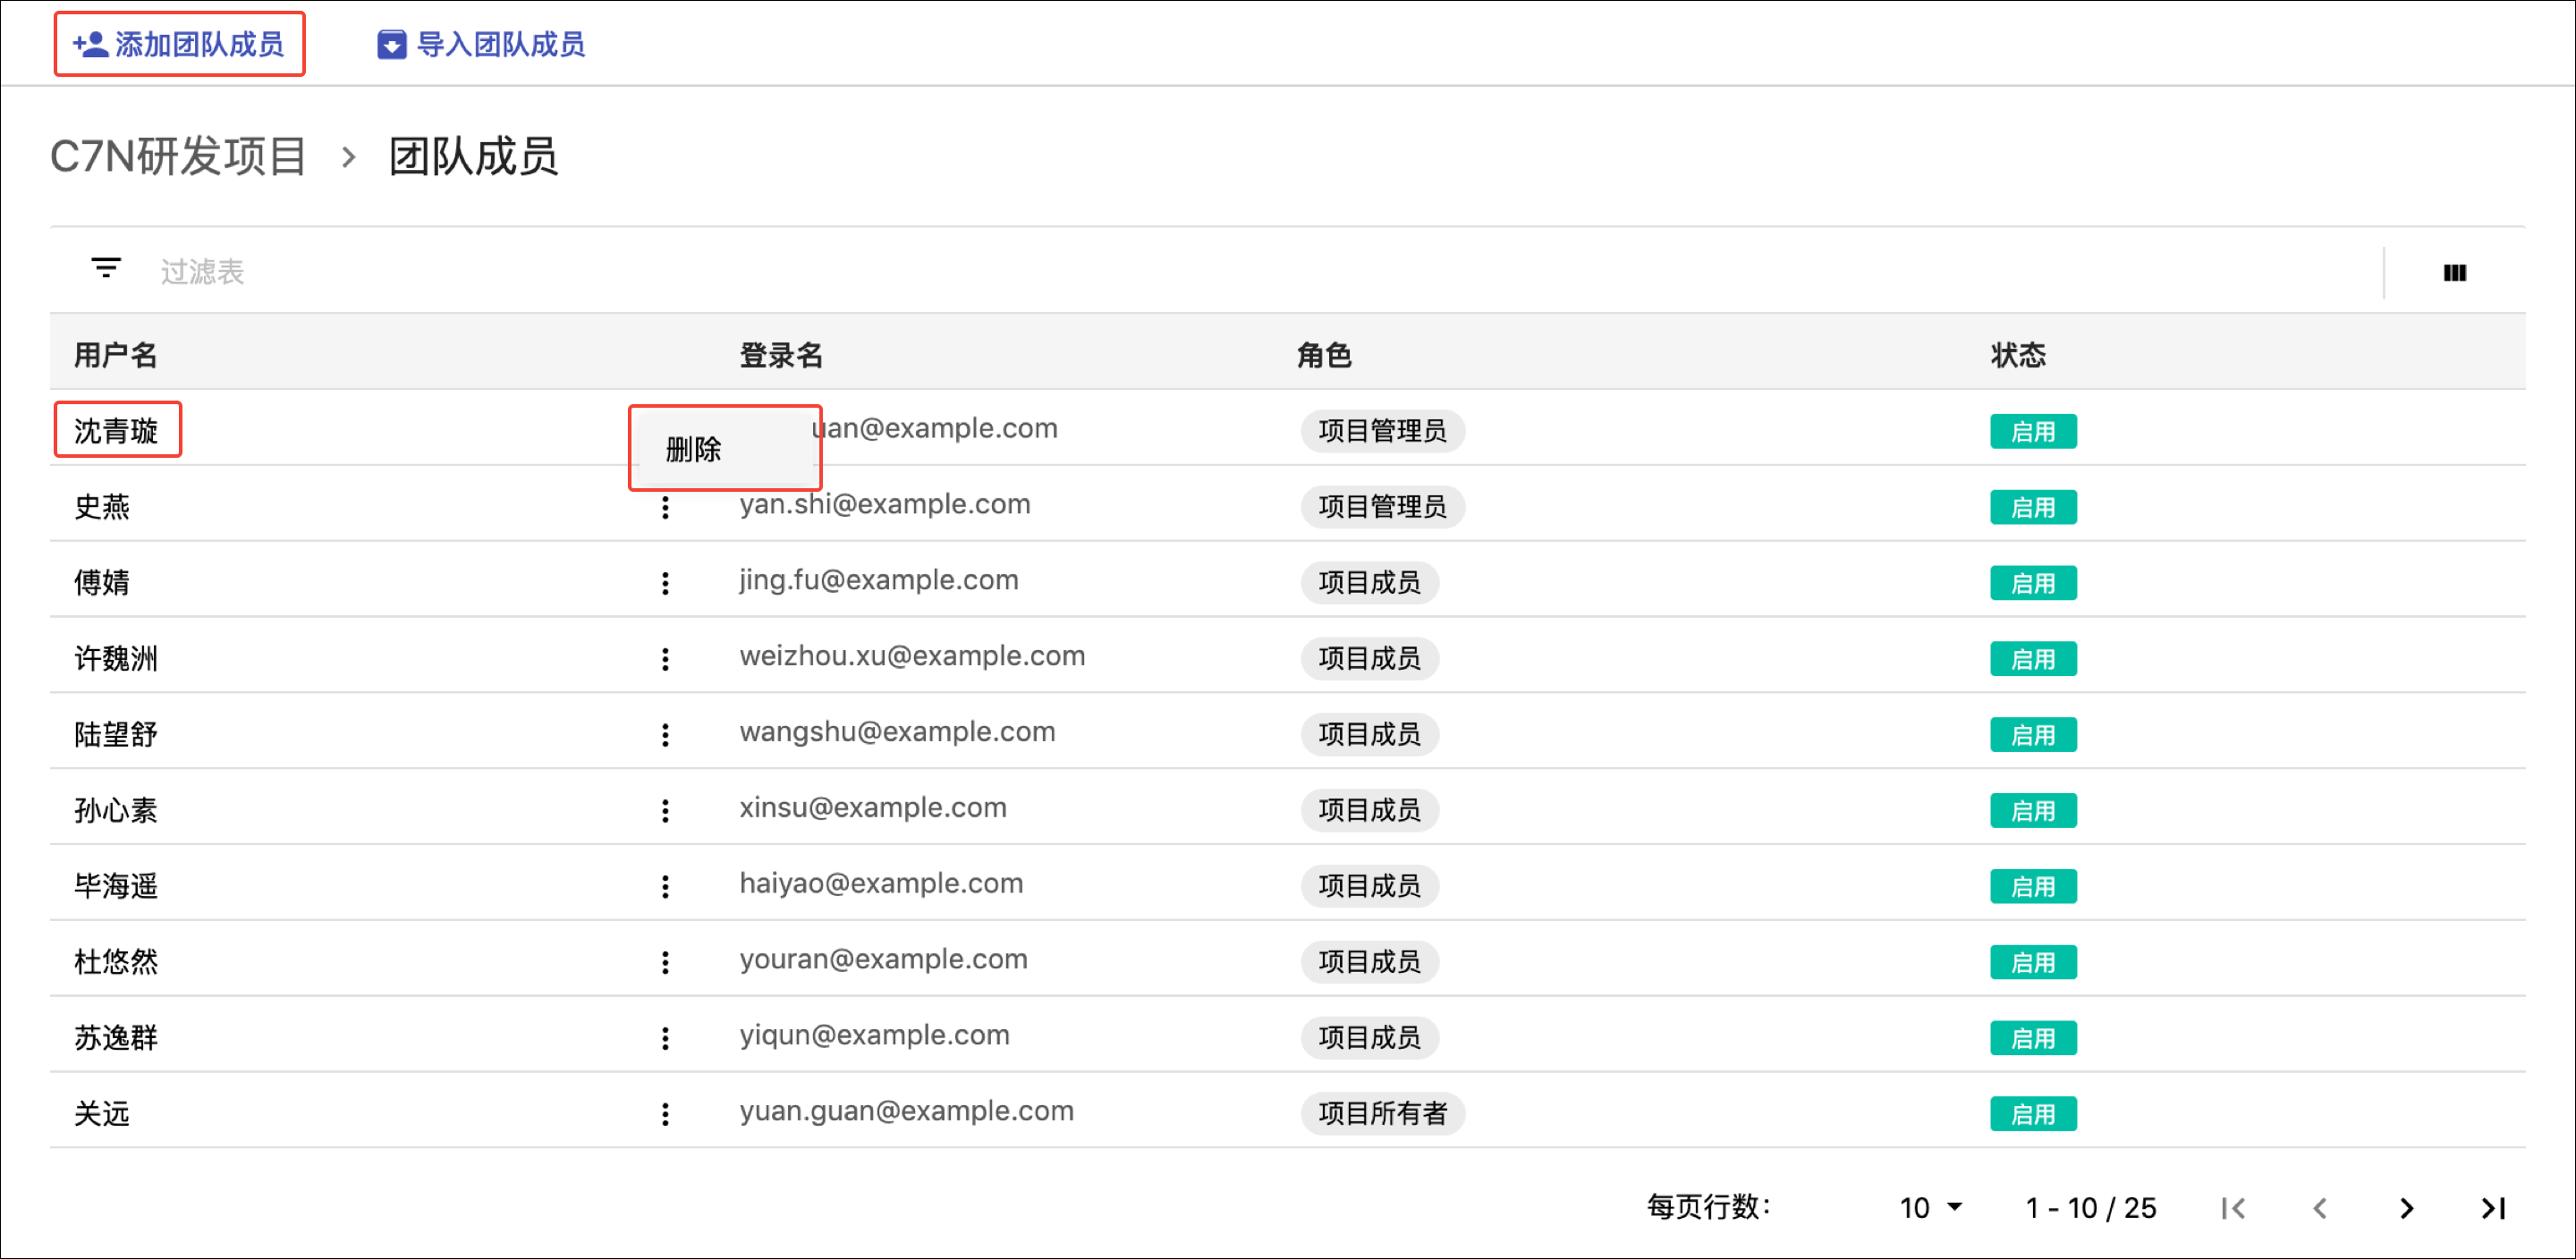 添加团队成员 导入团队成员
C7N研发项目 > 团队成员
过滤表
用户名 登录名 角色 状态
沈青璇 删除 uan@example.com 项目管理员 启用
史燕 yan.shi@example.com 项目管理员 启用
傅婧 jing.fu@example.com 项目成员 启用
许魏洲 weizhou.xu@example.com 项目成员 启用
陆望舒 wangshu@example.com 项目成员 启用
孙心素 xinsu@example.com 项目成员 启用
毕海遥 haiyao@example.com 项目成员 启用
杜悠然 youran@example.com 项目成员 启用
苏逸群 yiqun@example.com 项目成员 启用
关远 yuan.guan@example.com 项目所有者 启用
每页行数: 10 1 - 10 / 25